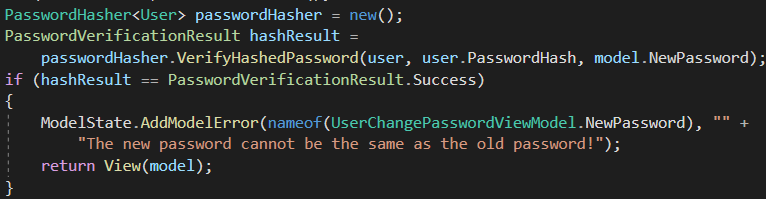 PasswordHasher<User> passwordHasher = new();
PasswordVerificationResult hashResult =
    passwordHasher.VerifyHashedPassword(user, user.PasswordHash, model.NewPassword);
if (hashResult == PasswordVerificationResult.Success)
{
    ModelState.AddModelError(nameof(UserChangePasswordViewModel.NewPassword), "" +
        "The new password cannot be the same as the old password!");
    return View(model);
}